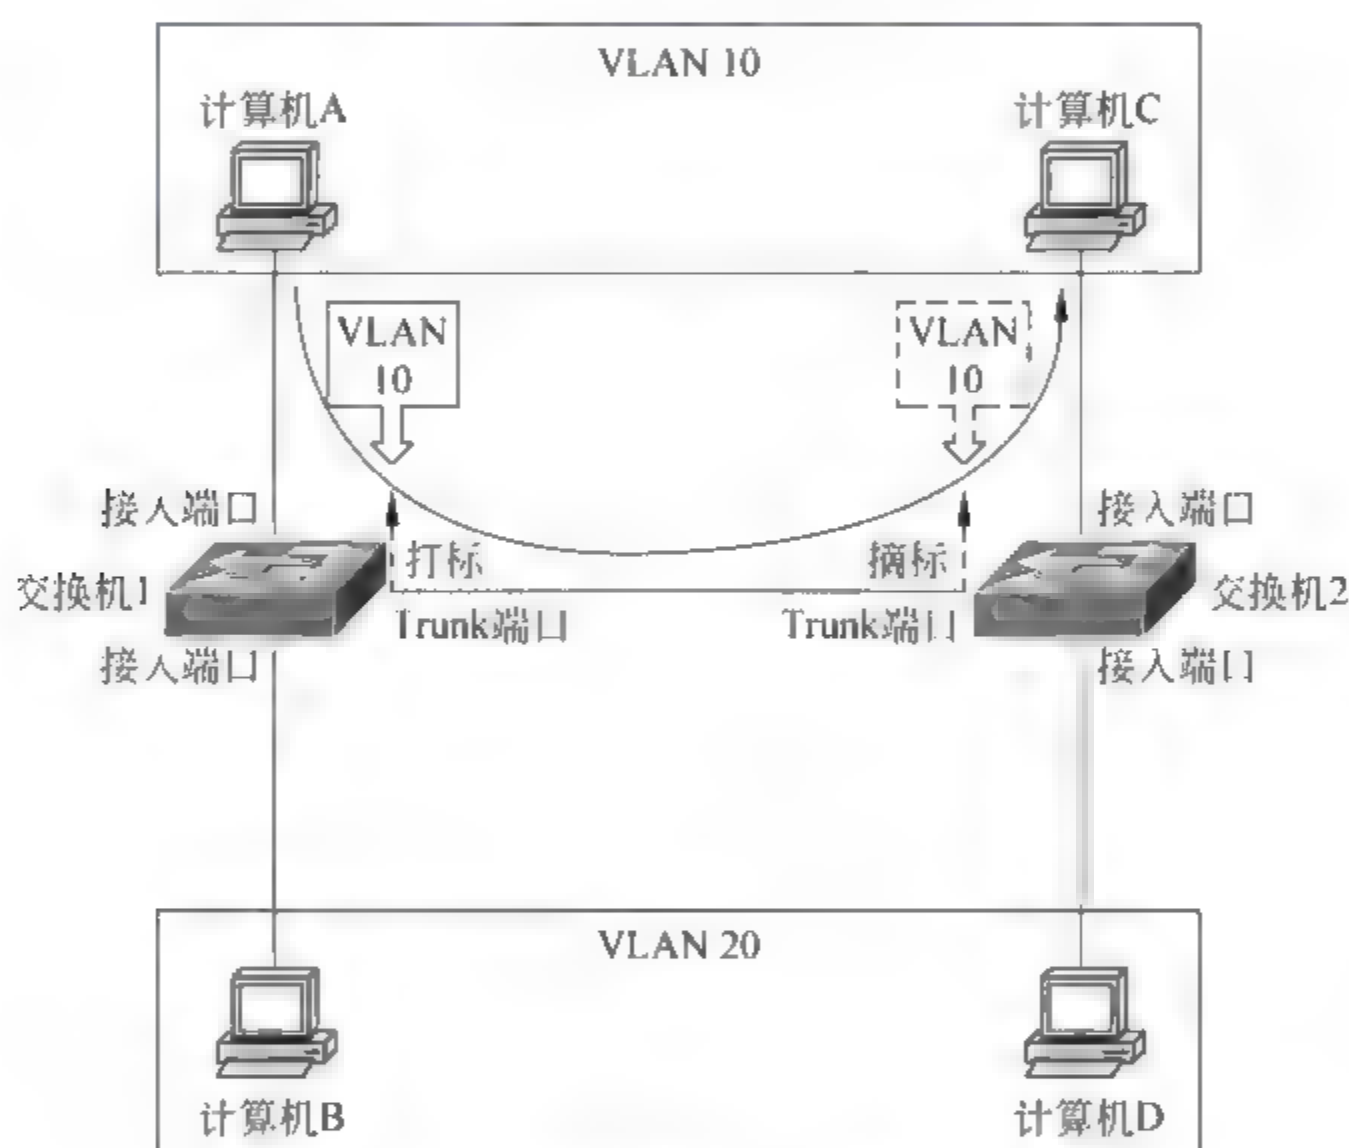 VLAN 10
计算机A
计算机C
VLAN
10
VLAN
10
接入端口
接入端口
打标
摘标
交换机1
交换机2
Trunk端口
Trunk端口
接入端口
接入端口
VLAN 20
计算机B
计算机D